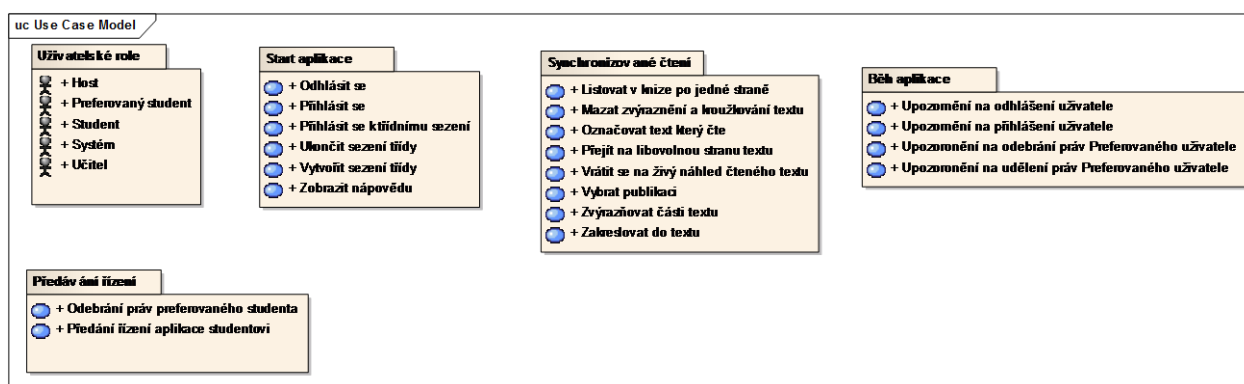 uc Use Case Model
Uživatelské role
+ Host
+ Preferovaný student
+ Student
+ Systém
+ Učitel
Start aplikace
+ Odhlásit se
+ Přihlásit se
+ Přihlásit se k třídnímu sezení
+ Ukončit sezení třídy
+ Vytvořit sezení třídy
+ Zobrazit nápovědu
Synchronizované čtení
+ Listovat v knize po jedné straně
+ Mazat zvýraznění a kroužkování textu
+ Označovat text který čte
+ Přejít na libovolnou stranu textu
+ Vrátit se na živý náhled čteného textu
+ Vybrat publikaci
+ Zvýrazňovat části textu
+ Zakreslovat do textu
Běh aplikace
+ Upozornění na odhlášení uživatele
+ Upozornění na přihlášení uživatele
+ Upozoronění na odebrání práv Preferovaného uživatele
+ Upozoronění na udělení práv Preferovaného uživatele
Předávání řízení
+ Odebrání práv preferovaného studenta
+ Předání řízení aplikace studentovi